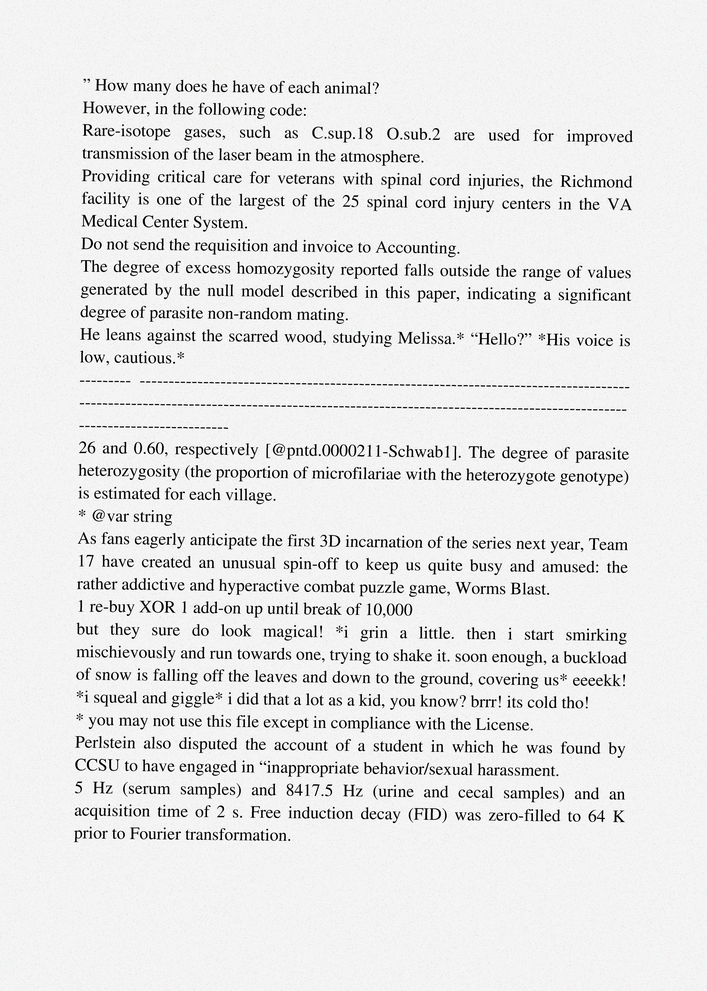 ” How many does he have of each animal?
However, in the following code:
Rare-isotope gases, such as C.sup.18 O.sub.2 are used for improved
transmission of the laser beam in the atmosphere.
Providing critical care for veterans with spinal cord injuries, the Richmond
facility is one of the largest of the 25 spinal cord injury centers in the VA
Medical Center System.
Do not send the requisition and invoice to Accounting.
The degree of excess homozygosity reported falls outside the range of values
generated by the null model described in this paper, indicating a significant
degree of parasite non-random mating.
He leans against the scarred wood, studying Melissa.* “Hello?” *His voice is
low, cautious.*
--------- -------------------------------------------------------------------------------------
-----------------------------------------------------------------------------------------------
--------------------------
26 and 0.60, respectively [@pntd.0000211-Schwab1]. The degree of parasite
heterozygosity (the proportion of microfilariae with the heterozygote genotype)
is estimated for each village.
* @var string
As fans eagerly anticipate the first 3D incarnation of the series next year, Team
17 have created an unusual spin-off to keep us quite busy and amused: the
rather addictive and hyperactive combat puzzle game, Worms Blast.
1 re-buy XOR 1 add-on up until break of 10,000
but they sure do look magical! *i grin a little. then i start smirking
mischievously and run towards one, trying to shake it. soon enough, a buckload
of snow is falling off the leaves and down to the ground, covering us* eeeekk!
*i squeal and giggle* i did that a lot as a kid, you know? brrr! its cold tho!
* you may not use this file except in compliance with the License.
Perlstein also disputed the account of a student in which he was found by
CCSU to have engaged in “inappropriate behavior/sexual harassment.
5 Hz (serum samples) and 8417.5 Hz (urine and cecal samples) and an
acquisition time of 2 s. Free induction decay (FID) was zero-filled to 64 K
prior to Fourier transformation.